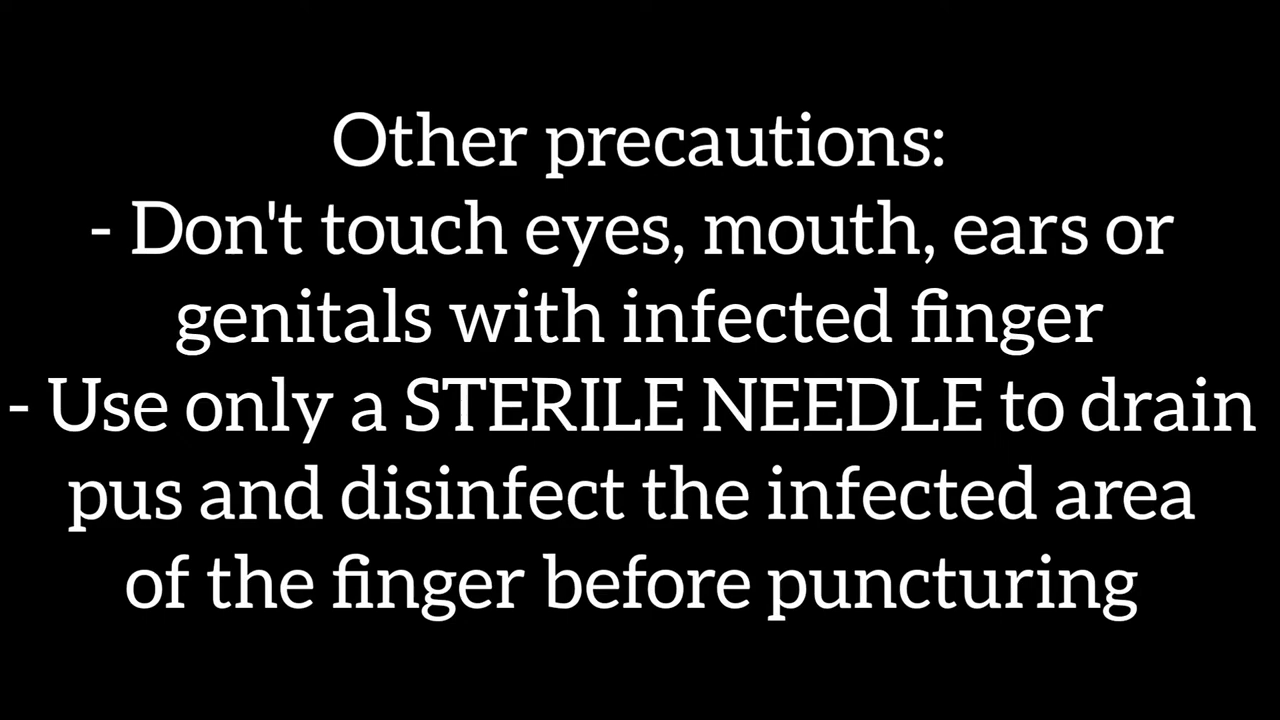 Other precautions:
- Don't touch eyes, mouth, ears or
genitals with infected finger
- Use only a STERILE NEEDLE to drain
pus and disinfect the infected area
of the finger before puncturing